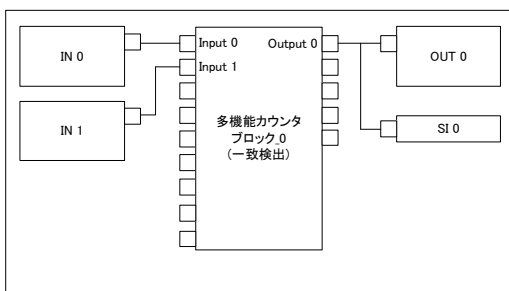 IN 0
IN 1
Input 0
Output 0
Input 1
多機能カウンタ
ブロック_0
(一致検出)
OUT 0
SI 0